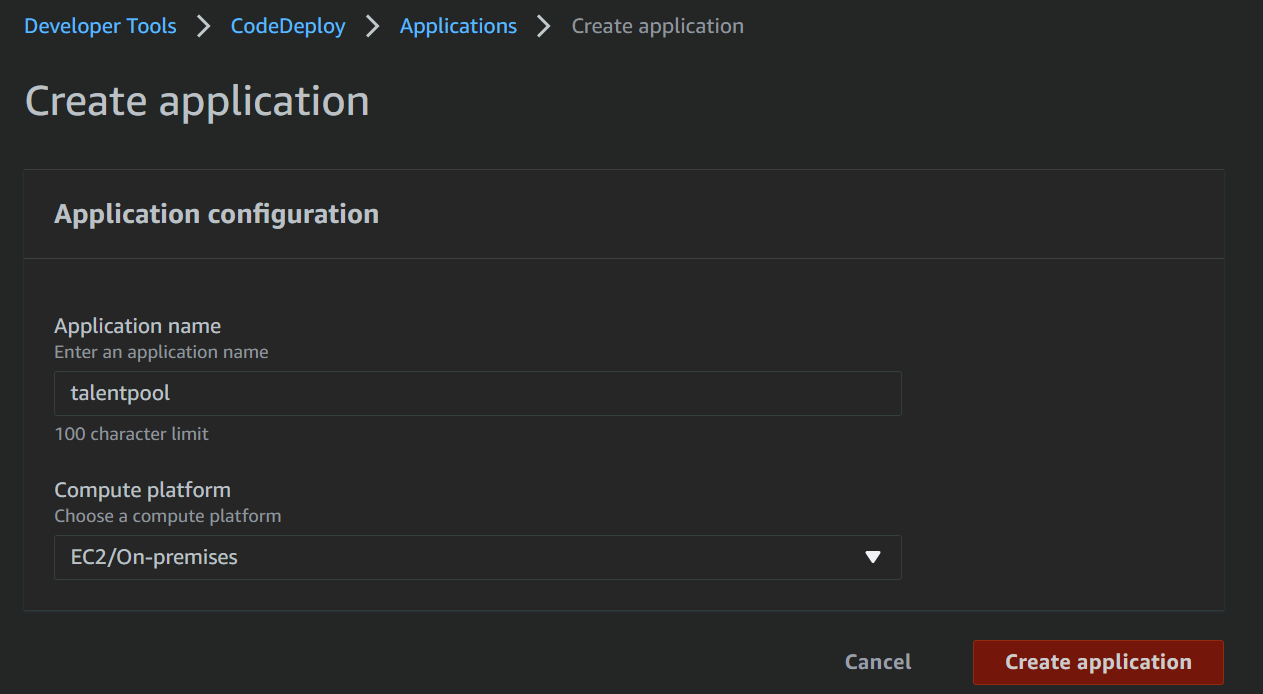 Developer Tools > CodeDeploy > Applications > Create application
Create application
Application configuration
Application name
Enter an application name
talentpool
100 character limit
Compute platform
Choose a compute platform
EC2/On-premises
Cancel Create application